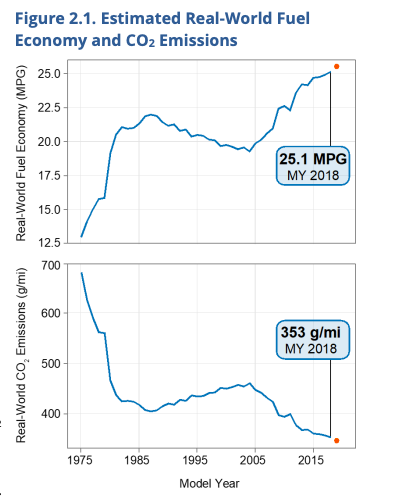 Figure 2.1. Estimated Real-World Fuel
Economy and CO₂ Emissions
Real-World Fuel Economy (MPG)
25.0
22.5
20.0
17.5
15.0
12.5
25.1 MPG
MY 2018
Real-World CO₂ Emissions (g/mi)
700
600
500
400
353 g/mi
MY 2018
1975
1985
1995
2005
2015
Model Year